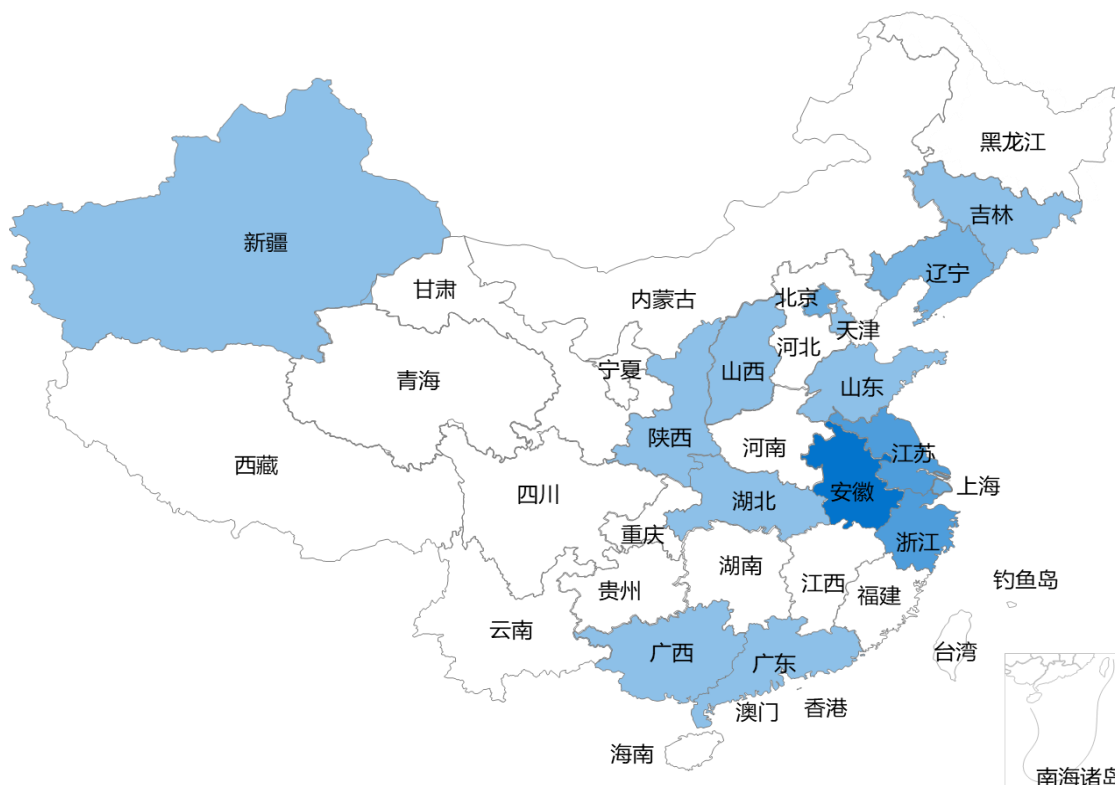 黑龙江
吉林
新疆
辽宁
甘肃
内蒙古
北京
天津
河北
宁夏
山西
青海
山东
陕西
河南
江苏
西藏
四川
安徽
上海
湖北
重庆
浙江
湖南
江西
钓鱼岛
贵州
福建
云南
广西
广东
台湾
澳门
香港
海南
南海诸岛